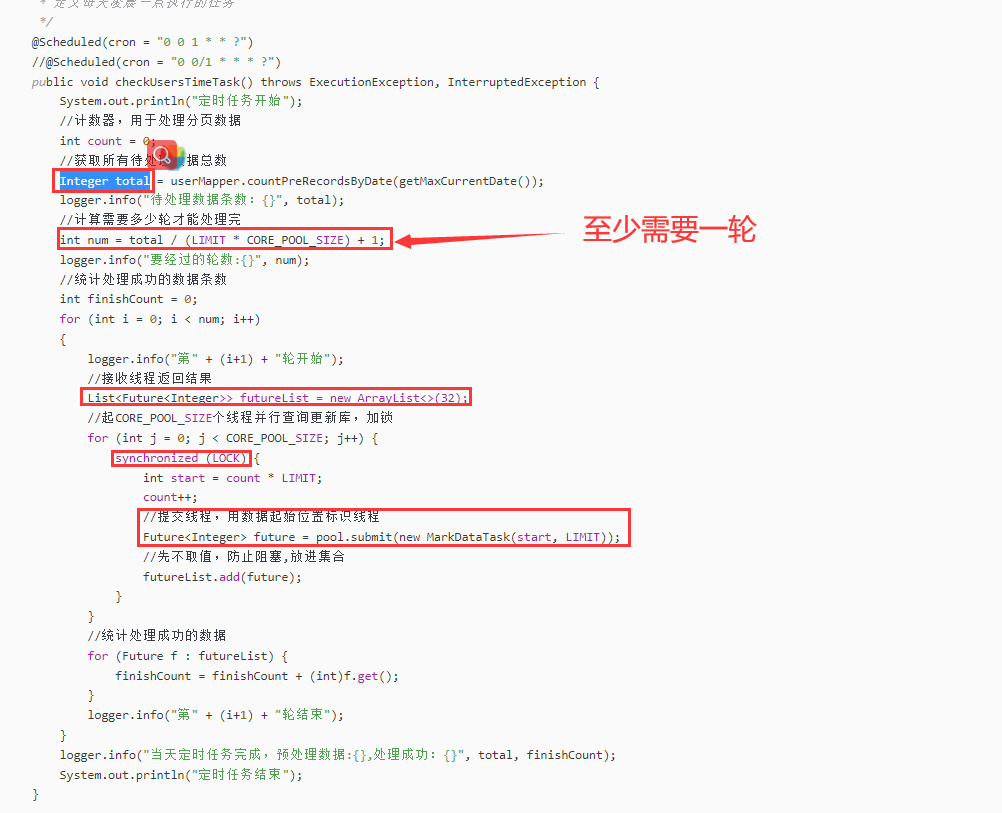 * 定义每天凌晨一点执行的任务
*/
@Scheduled(cron = "0 0 1 * * ?")
//@Scheduled(cron = "0 0/1 * * * ?")
public void checkUsersTimeTask() throws ExecutionException, InterruptedException {
System.out.println("定时任务开始");
//计数器，用于处理分页数据
int count = 0;
//获取所有待处 据总数
Integer total = userMapper.countPreRecordsByDate(getMaxCurrentDate());
logger.info("待处理数据条数：{}", total);
//计算需要多少轮才能处理完
int num = total / (LIMIT * CORE_POOL_SIZE) + 1;
至少需要一轮
logger.info("要经过的轮数:{}", num);
//统计处理成功的数据条数
int finishCount = 0;
for (int i = 0; i < num; i++)
{
logger.info("第" + (i+1) + "轮开始");
//接收线程返回结果
List<Future<Integer>> futureList = new ArrayList<>(32);
//起CORE_POOL_SIZE个线程并行查询更新库，加锁
for (int j = 0; j < CORE_POOL_SIZE; j++) {
synchronized (LOCK) {
int start = count * LIMIT;
count++;
//提交线程，用数据起始位置标识线程
Future<Integer> future = pool.submit(new MarkDataTask(start, LIMIT));
//先不取值，防止阻塞,放进集合
futureList.add(future);
}
}
//统计处理成功的数据
for (Future f : futureList) {
finishCount = finishCount + (int)f.get();
}
logger.info("第" + (i+1) + "轮结束");
}
logger.info("当天定时任务完成，预处理数据:{},处理成功：{}", total, finishCount);
System.out.println("定时任务结束");
}